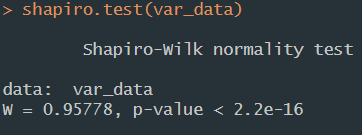 > shapiro.test(var_data)
Shapiro-Wilk normality test
data:  var_data
W = 0.95778, p-value < 2.2e-16